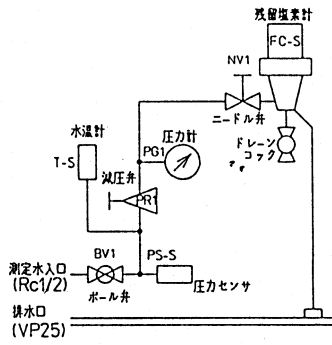 残留塩素計
FC-S
NV1
ニードル弁
ドレーン
コック
水温計
T-S
圧力計
PG1
減圧弁
PR1
BV1
PS-S
測定水入口
(Rc1/2)
ボール弁
圧力センサ
排水口
(VP25)